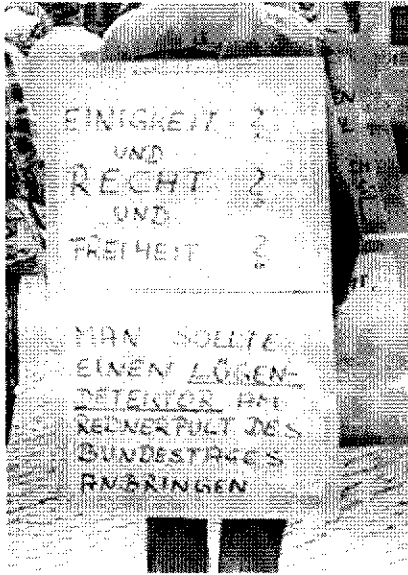 EINIGKEIT ?
UND
RECHT ?
UND
FREIHEIT ?
MAN SOLLTE
EINEN LÜGEN-
DETEKTOR AM
REDNERPULT DES
BUNDESTAGES
ANBRINGEN